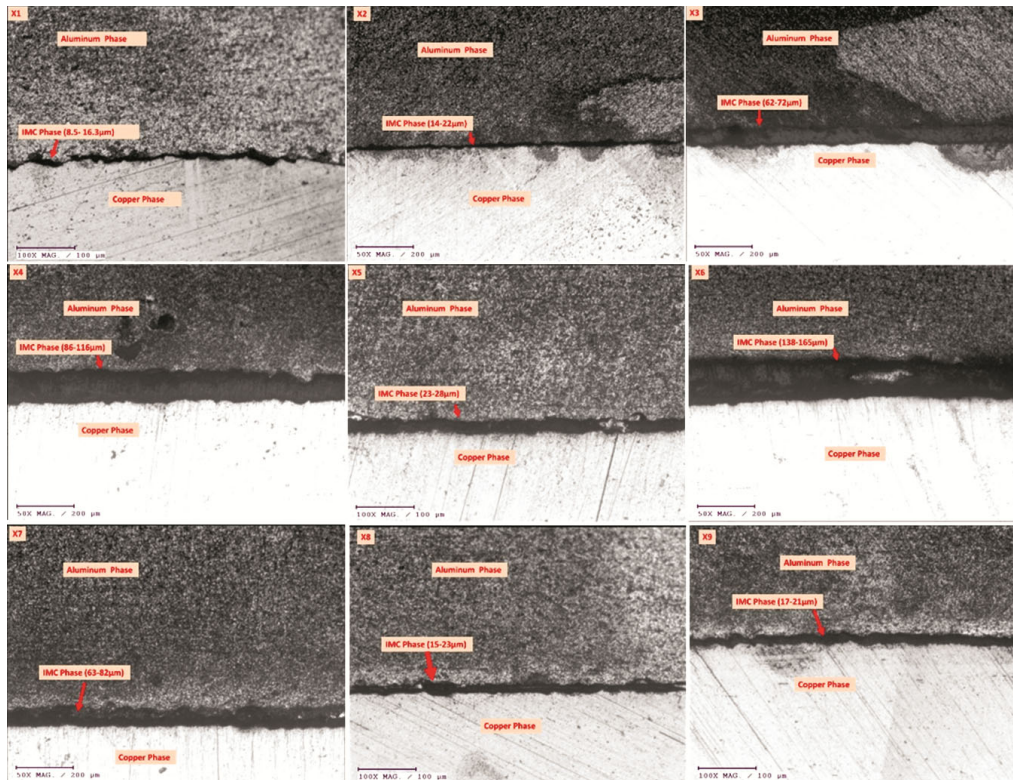 X1
Aluminum Phase
IMC Phase (8.5- 16.3µm)
Copper Phase
100X MAG. / 100 µm
X2
Aluminum Phase
IMC Phase (14-22µm)
Copper Phase
50X MAG. / 200 µm
X3
Aluminum Phase
IMC Phase (62-72µm)
Copper Phase
50X MAG. / 200 µm
X4
Aluminum Phase
IMC Phase (86-116µm)
Copper Phase
50X MAG. / 200 µm
X5
Aluminum Phase
IMC Phase (23-28µm)
Copper Phase
100X MAG. / 100 µm
X6
Aluminum Phase
IMC Phase (138-165µm)
Copper Phase
50X MAG. / 200 µm
X7
Aluminum Phase
IMC Phase (63-82µm)
Copper Phase
50X MAG. / 200 µm
X8
Aluminum Phase
IMC Phase (15-23µm)
Copper Phase
100X MAG. / 100 µm
X9
Aluminum Phase
IMC Phase (17-21µm)
Copper Phase
100X MAG. / 100 µm